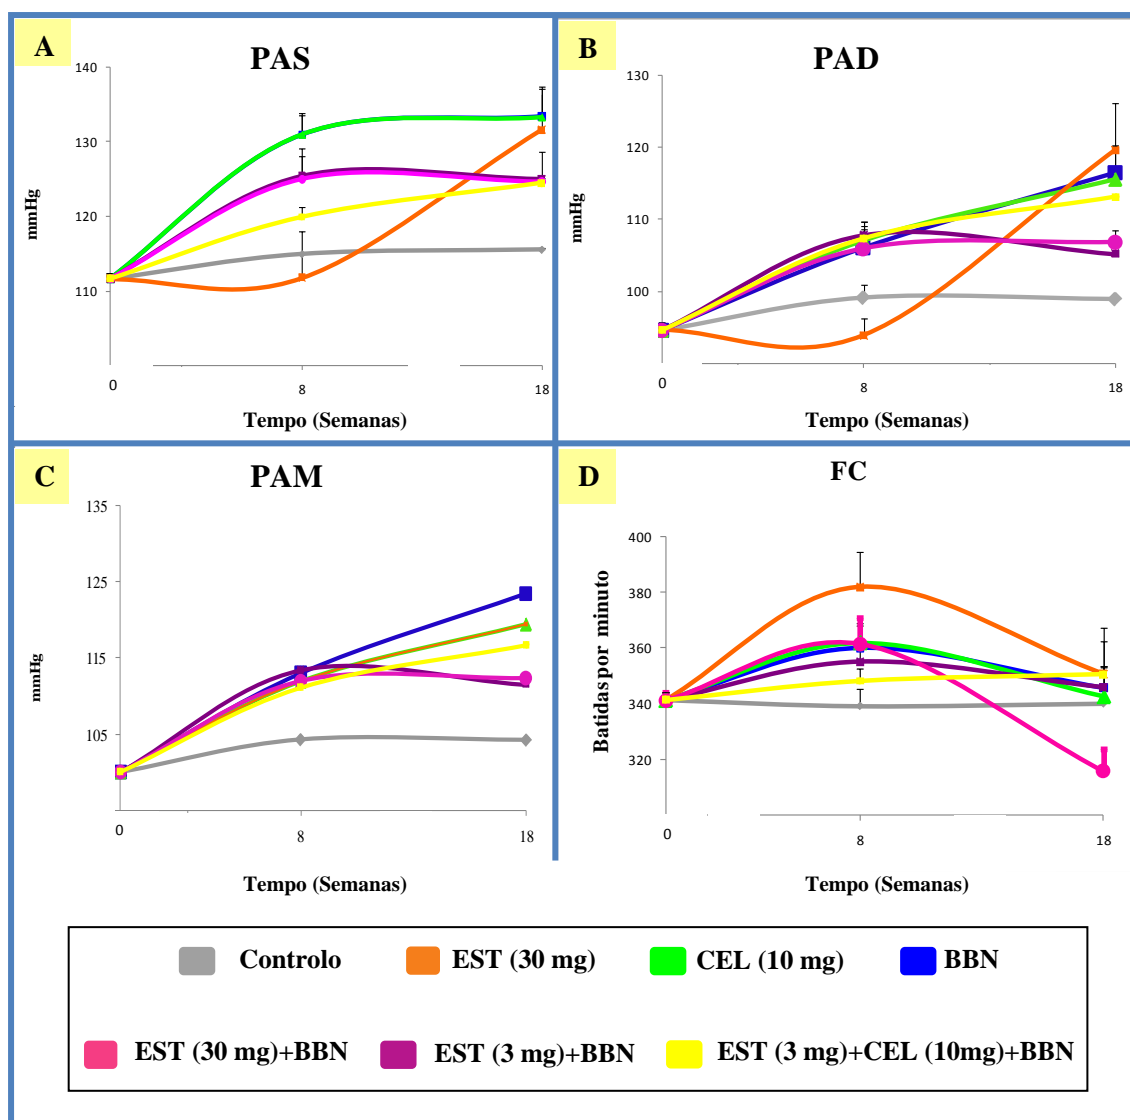 A
PAS
mmHg
140
130
120
110
0
8
18
Tempo (Semanas)
B
PAD
mmHg
130
120
110
100
0
8
18
Tempo (Semanas)
C
PAM
mmHg
135
125
115
105
0
8
18
Tempo (Semanas)
D
FC
Batidas por minuto
400
380
360
340
320
0
8
18
Tempo (Semanas)
Controlo
EST (30 mg)
CEL (10 mg)
BBN
EST (30 mg)+BBN
EST (3 mg)+BBN
EST (3 mg)+CEL (10mg)+BBN